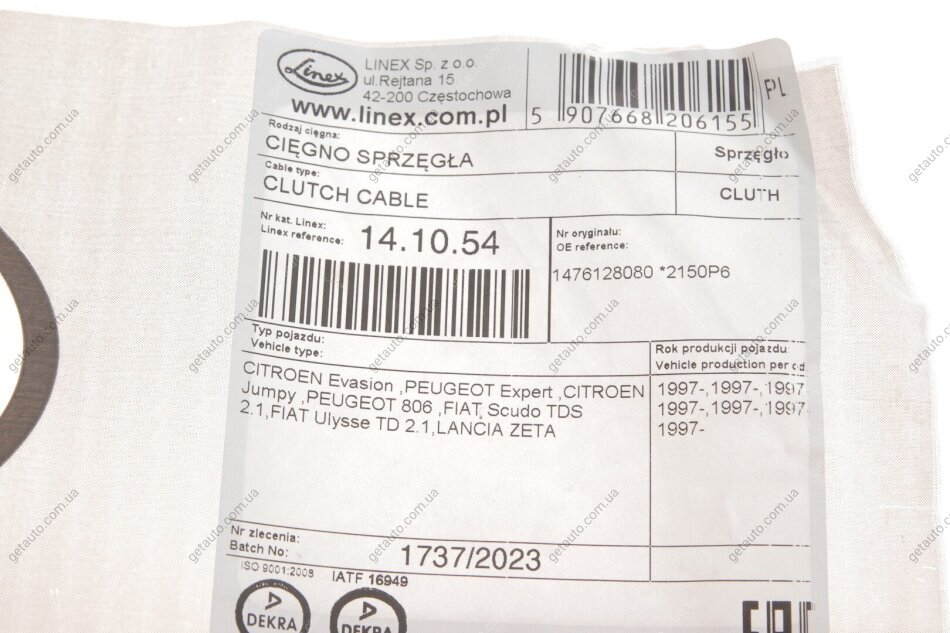 Linex
LINEX Sp. z o.o.
ul.Rejtana 15
42-200 Częstochowa
www.linex.com.pl
5 907668 206155
PL
Rodzaj cięgna:
CIĘGNO SPRZĘGŁA
Sprzęgło
Cable type:
CLUTCH CABLE
CLUTH
Nr kat. Linex:
Linex reference:
14.10.54
Nr oryginału:
OE reference:
1476128080 *2150P6
Typ pojazdu:
Vehicle type:
Rok produkcji pojazdu
Vehicle production per od
CITROEN Evasion ,PEUGEOT Expert ,CITROEN
Jumpy ,PEUGEOT 806 ,FIAT Scudo TDS
2.1,FIAT Ulysse TD 2.1,LANCIA ZETA
1997-,1997-,1997-
1997-,1997-,1997-
1997-
Nr zlecenia:
Batch No:
1737/2023
ISO 9001:2008
IATF 16949
DEKRA
DEKRA
getauto.com.ua